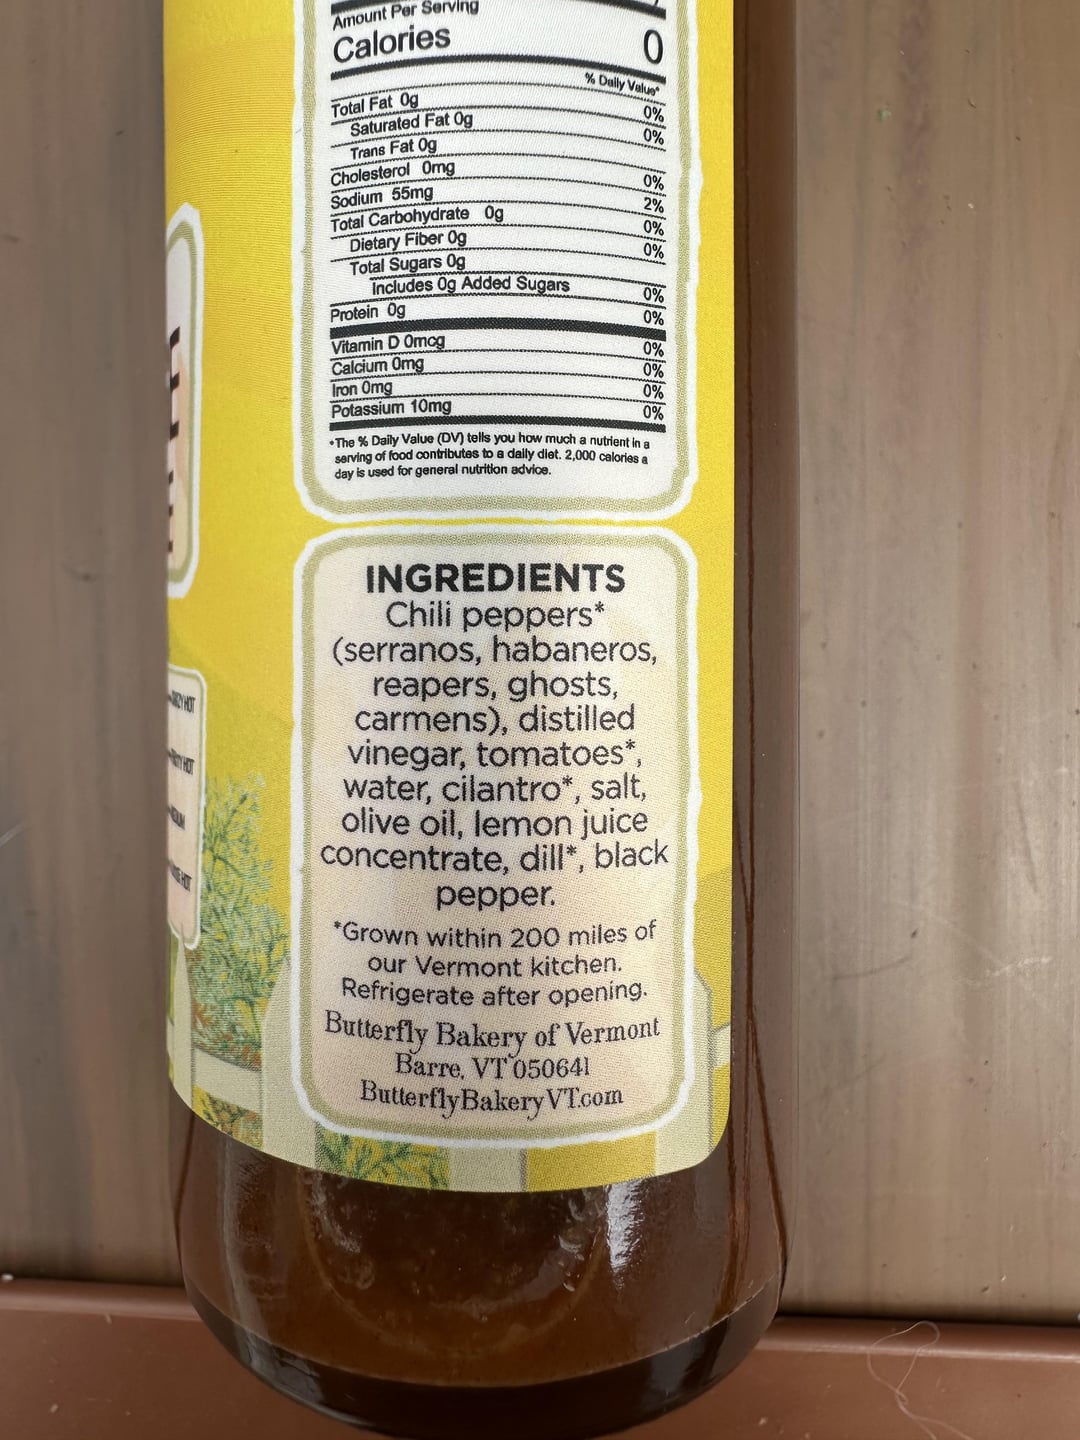 Amount Per Serving
Calories 0
% Daily Value*
Total Fat 0g 0%
Saturated Fat 0g 0%
Trans Fat 0g
Cholesterol 0mg 0%
Sodium 55mg 2%
Total Carbohydrate 0g 0%
Dietary Fiber 0g 0%
Total Sugars 0g
Includes 0g Added Sugars 0%
Protein 0g 0%
Vitamin D 0mcg 0%
Calcium 0mg 0%
Iron 0mg 0%
Potassium 10mg 0%
*The % Daily Value (DV) tells you how much a nutrient in a
serving of food contributes to a daily diet. 2,000 calories a
day is used for general nutrition advice.
INGREDIENTS
Chili peppers*
(serranos, habaneros,
reapers, ghosts,
carmens), distilled
vinegar, tomatoes*,
water, cilantro*, salt,
olive oil, lemon juice
concentrate, dill*, black
pepper.
*Grown within 200 miles of
our Vermont kitchen.
Refrigerate after opening.
Butterfly Bakery of Vermont
Barre, VT 050641
ButterflyBakeryVT.com
HOT
HOT
HOT